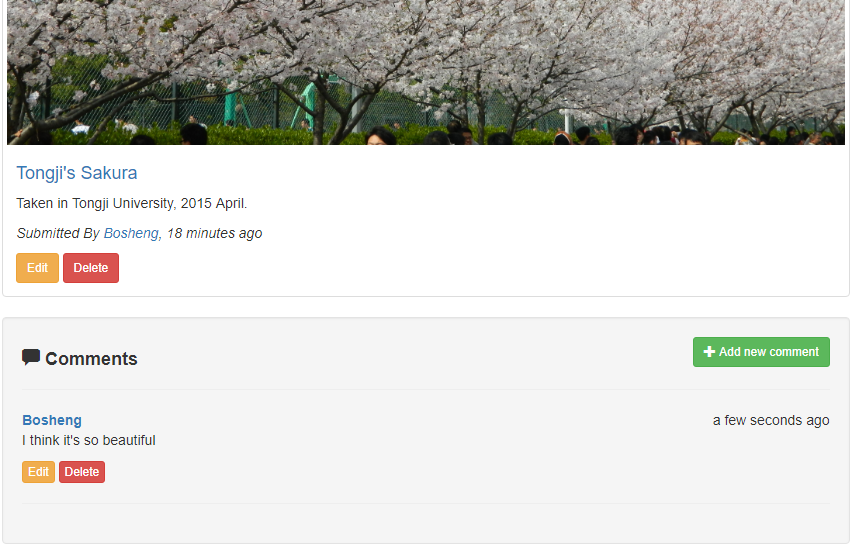 Tongji's Sakura
Taken in Tongji University, 2015 April.
Submitted By Bosheng, 18 minutes ago
Edit Delete
Comments
Add new comment
Bosheng
a few seconds ago
I think it's so beautiful
Edit Delete